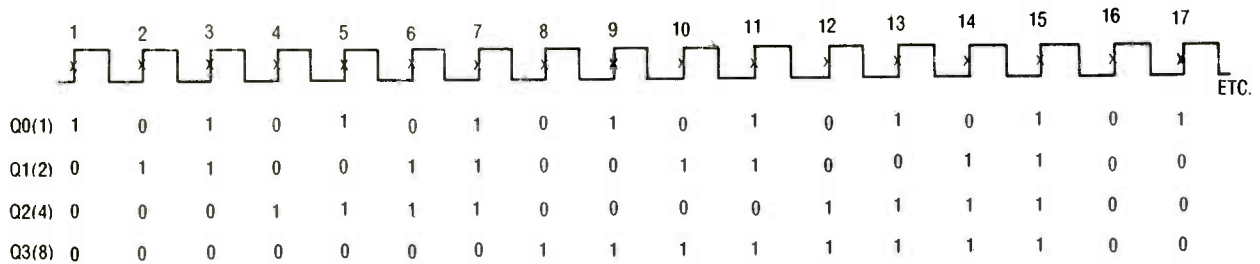 1 2 3 4 5 6 7 8 9 10 11 12 13 14 15 16 17
X X X X X X X X X X X X X X X X X
ETC.
Q0(1) 1 0 1 0 1 0 1 0 1 0 1 0 1 0 1 0 1
Q1(2) 0 1 1 0 0 1 1 0 0 1 1 0 0 1 1 0 0
Q2(4) 0 0 0 1 1 1 1 0 0 0 0 1 1 1 1 0 0
Q3(8) 0 0 0 0 0 0 0 1 1 1 1 1 1 1 1 0 0